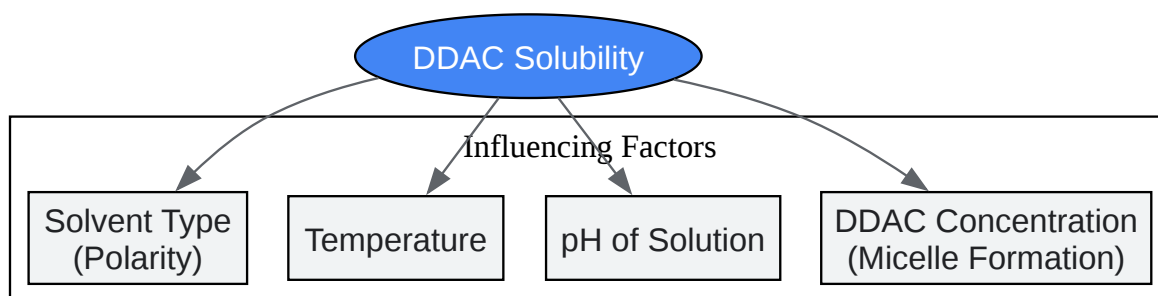 DDAC Solubility
Influencing Factors
Solvent Type
(Polarity)
Temperature
pH of Solution
DDAC Concentration
(Micelle Formation)